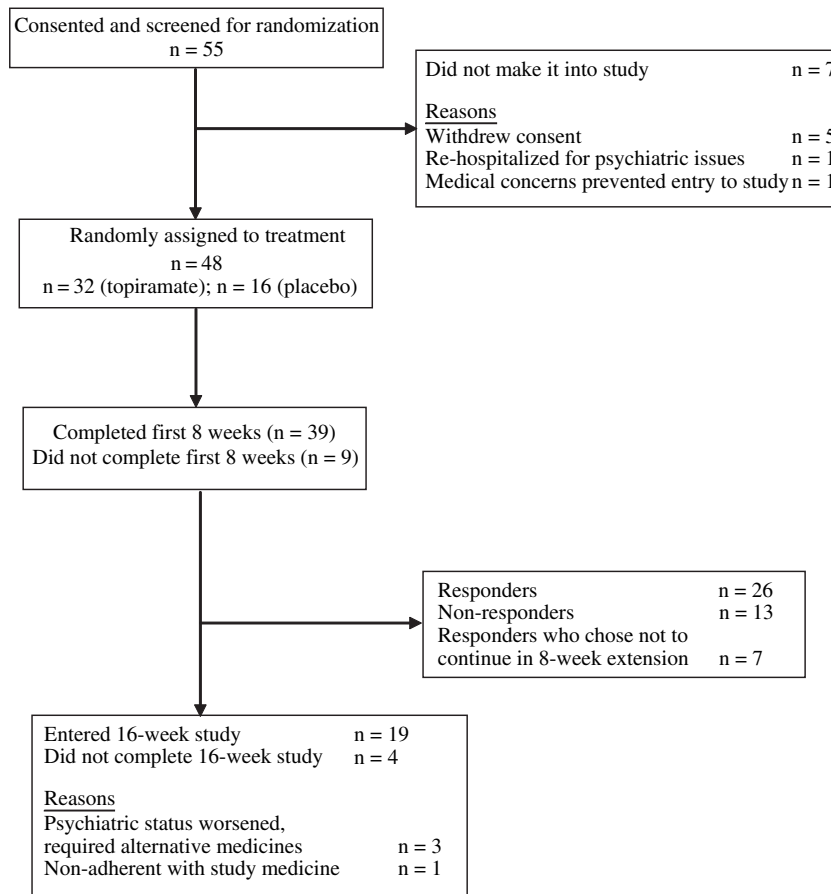 Consented and screened for randomization
n = 55
Did not make it into study n = 7
Reasons
Withdrew consent n = 5
Re-hospitalized for psychiatric issues n = 1
Medical concerns prevented entry to study n = 1
Randomly assigned to treatment
n = 48
n = 32 (topiramate); n = 16 (placebo)
Completed first 8 weeks (n = 39)
Did not complete first 8 weeks (n = 9)
Responders n = 26
Non-responders n = 13
Responders who chose not to
continue in 8-week extension n = 7
Entered 16-week study n = 19
Did not complete 16-week study n = 4
Reasons
Psychiatric status worsened,
required alternative medicines n = 3
Non-adherent with study medicine n = 1